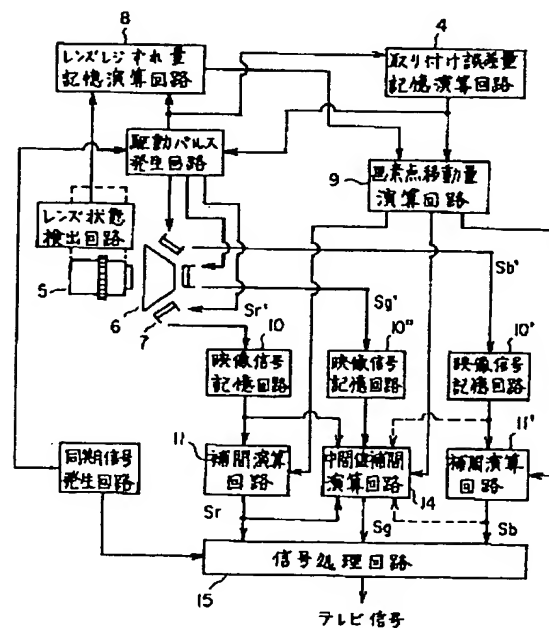 8
レンズレジずれ量
記憶演算回路
4
取り付け誤差量
記憶演算回路
駆動パルス
発生回路
9
画素点移動量
演算回路
レンズ状態
検出回路
5
6
7
Sr'
Sg'
Sb'
10
映像信号
記憶回路
10"
映像信号
記憶回路
10'
映像信号
記憶回路
同期信号
発生回路
11
補間演算
回路
中間値補間
演算回路
14
11'
補間演算
回路
Sr
Sg
Sb
信号処理回路
15
テレビ信号